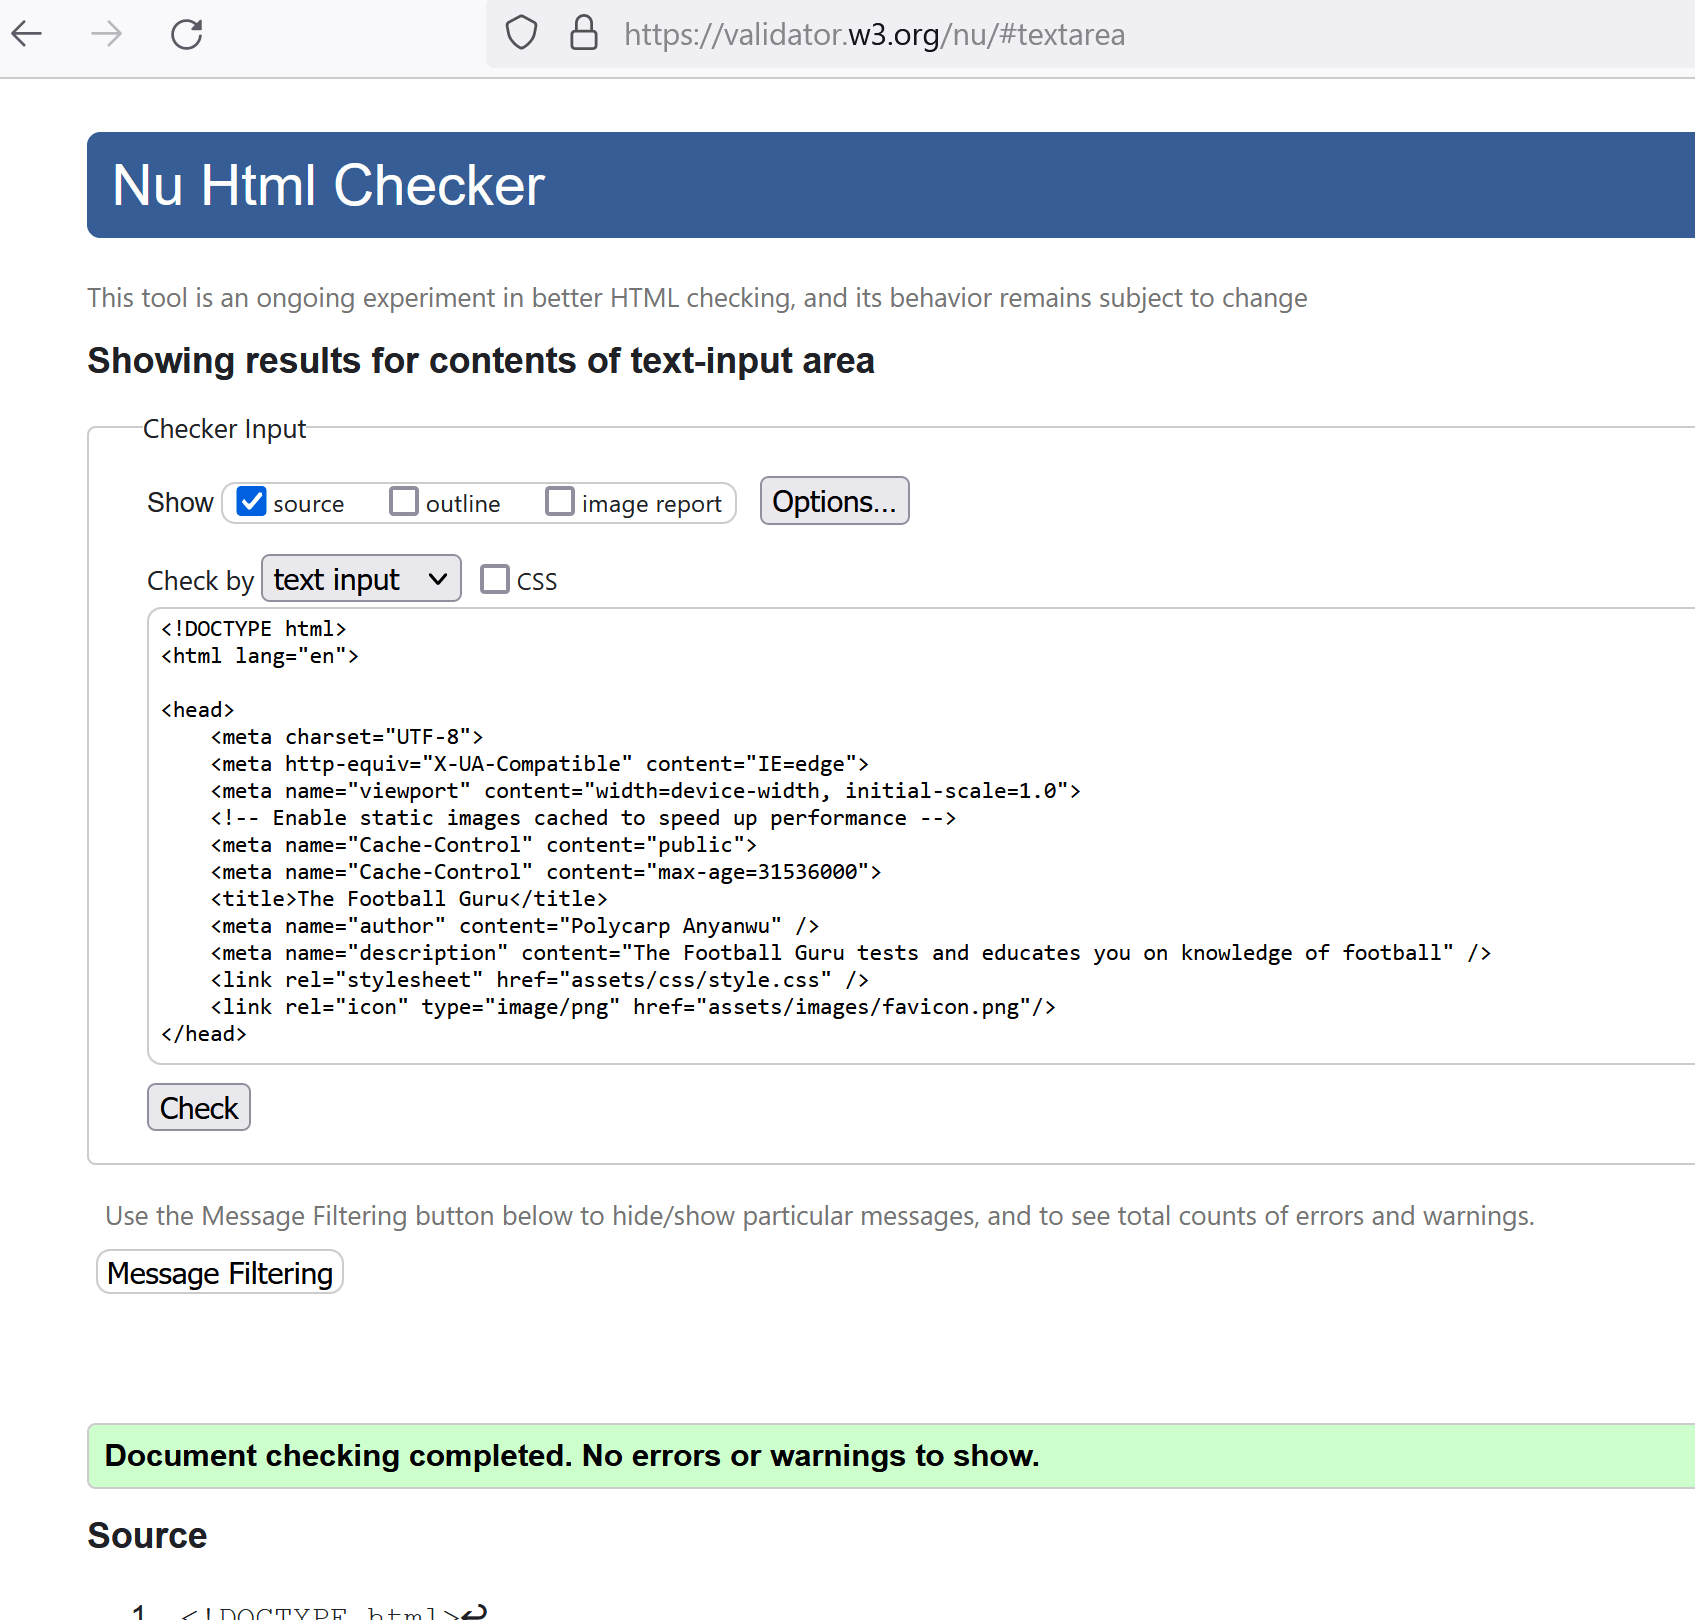 https://validator.w3.org/nu/#textarea
Nu Html Checker
This tool is an ongoing experiment in better HTML checking, and its behavior remains subject to change
Showing results for contents of text-input area
Checker Input
Show source outline image report Options...
Check by text input CSS
<!DOCTYPE html>
<html lang="en">
<head>
    <meta charset="UTF-8">
    <meta http-equiv="X-UA-Compatible" content="IE=edge">
    <meta name="viewport" content="width=device-width, initial-scale=1.0">
    <!-- Enable static images cached to speed up performance -->
    <meta name="Cache-Control" content="public">
    <meta name="Cache-Control" content="max-age=31536000">
    <title>The Football Guru</title>
    <meta name="author" content="Polycarp Anyanwu" />
    <meta name="description" content="The Football Guru tests and educates you on knowledge of football" />
    <link rel="stylesheet" href="assets/css/style.css" />
    <link rel="icon" type="image/png" href="assets/images/favicon.png"/>
</head>
Check
Use the Message Filtering button below to hide/show particular messages, and to see total counts of errors and warnings.
Message Filtering
Document checking completed. No errors or warnings to show.
Source
1 <!DOCTYPE html>↩